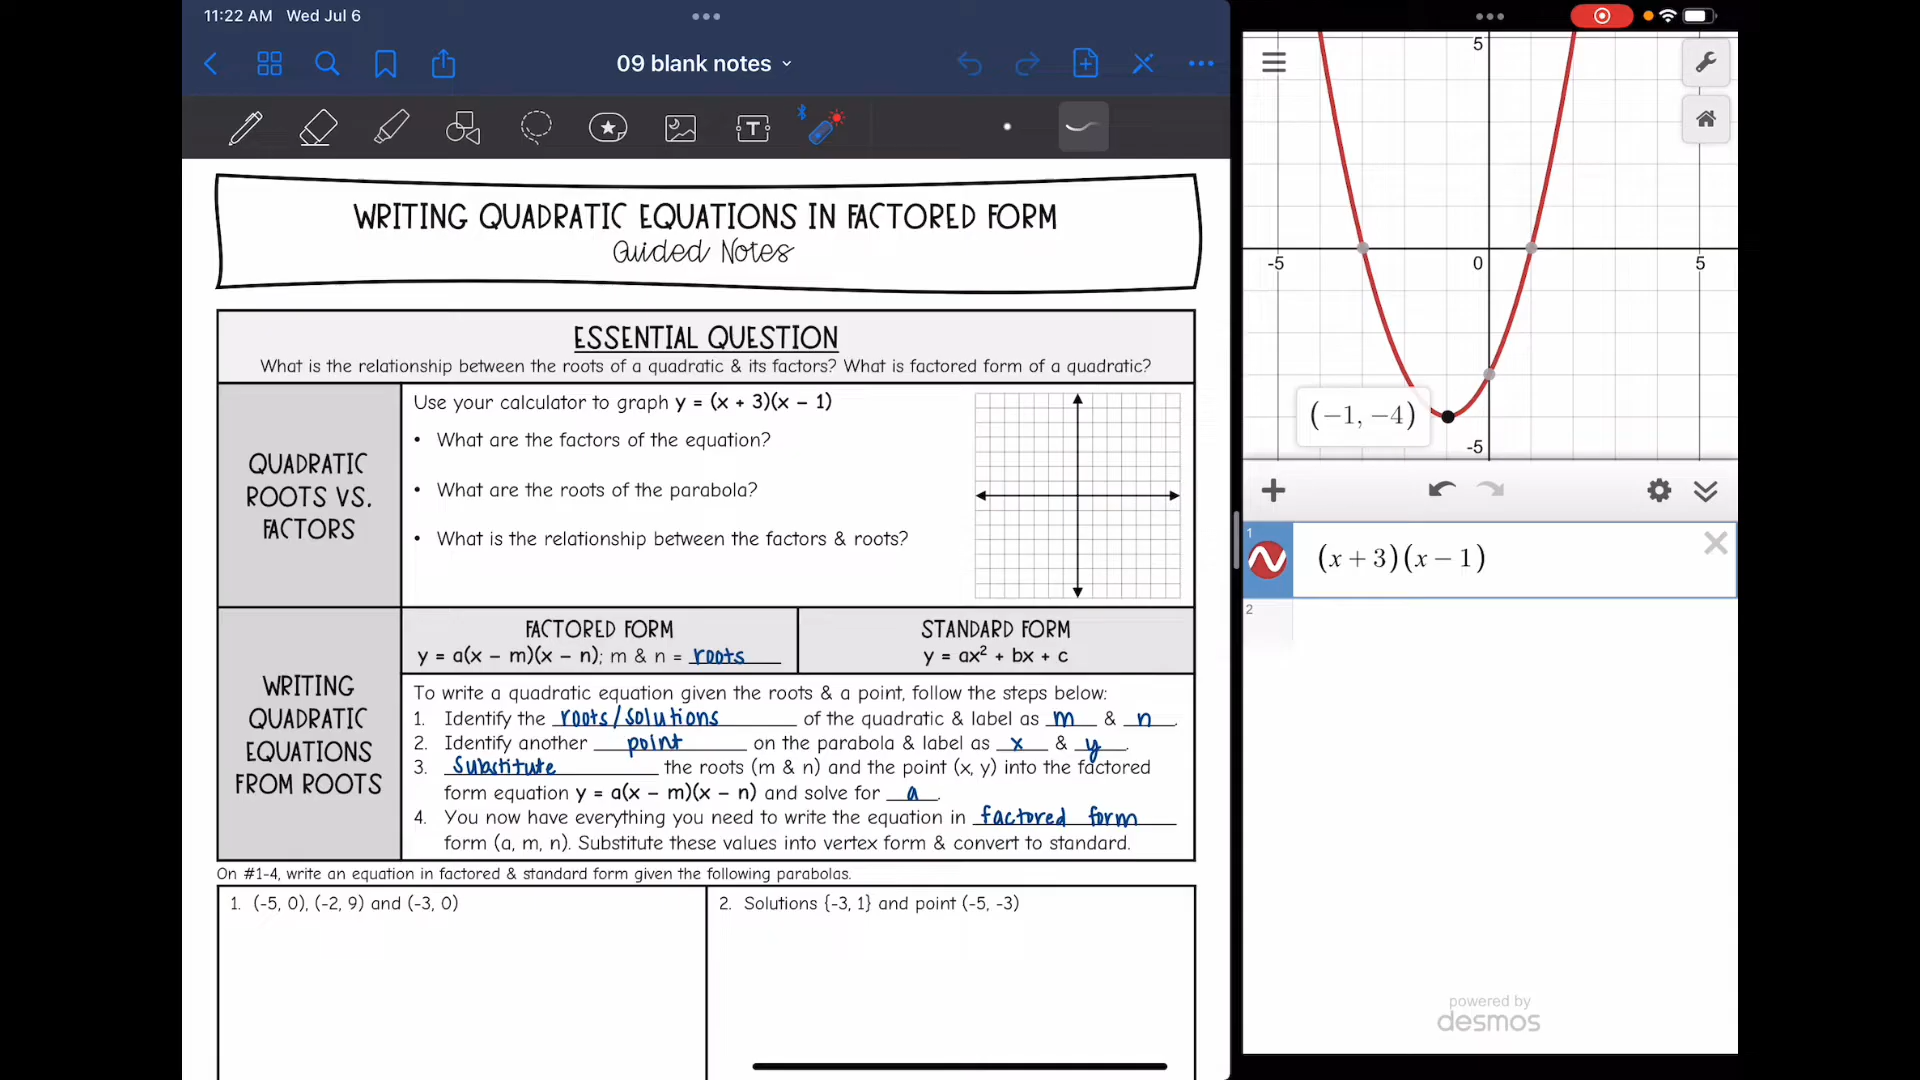 11:22 AM Wed Jul 6
09 blank notes
T
WRITING QUADRATIC EQUATIONS IN FACTORED FORM
Guided Notes
ESSENTIAL QUESTION
What is the relationship between the roots of a quadratic & its factors? What is factored form of a quadratic?
QUADRATIC
ROOTS VS.
FACTORS
Use your calculator to graph y = (x + 3)(x – 1)
• What are the factors of the equation?
• What are the roots of the parabola?
• What is the relationship between the factors & roots?
WRITING
QUADRATIC
EQUATIONS
FROM ROOTS
FACTORED FORM
y = a(x – m)(x – n); m & n = roots
STANDARD FORM
y = ax² + bx + c
To write a quadratic equation given the roots & a point, follow the steps below:
1. Identify the roots/solutions of the quadratic & label as m & n.
2. Identify another point on the parabola & label as x & y.
3. Substitute the roots (m & n) and the point (x, y) into the factored
form equation y = a(x – m)(x – n) and solve for a.
4. You now have everything you need to write the equation in factored form
form (a, m, n). Substitute these values into vertex form & convert to standard.
On #1-4, write an equation in factored & standard form given the following parabolas.
1. (-5, 0), (-2, 9) and (-3, 0)
2. Solutions {-3, 1} and point (-5, -3)
5
-5
0
5
(−1, −4)
-5
1
(x + 3)(x − 1)
2
powered by
desmos